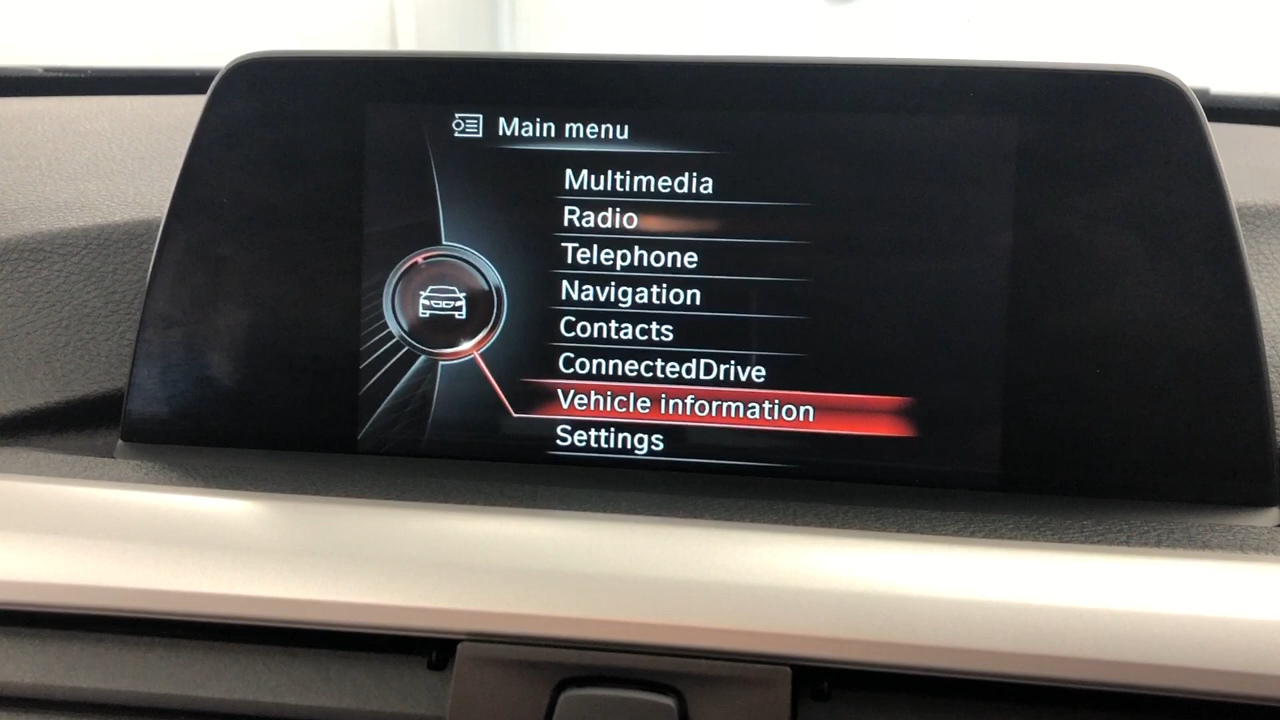 Main menu
Multimedia
Radio
Telephone
Navigation
Contacts
ConnectedDrive
Vehicle information
Settings